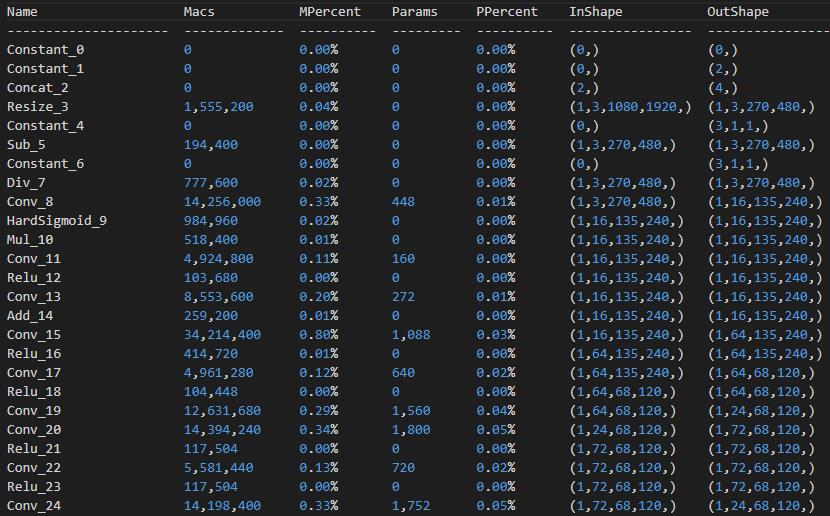 Name Macs MPercent Params PPercent InShape OutShape
-------------------- ------------- ---------- --------- ---------- ---------------- ----------------
Constant_0 0 0.00% 0 0.00% (0,) (0,)
Constant_1 0 0.00% 0 0.00% (0,) (2,)
Concat_2 0 0.00% 0 0.00% (2,) (4,)
Resize_3 1,555,200 0.04% 0 0.00% (1,3,1080,1920,) (1,3,270,480,)
Constant_4 0 0.00% 0 0.00% (0,) (3,1,1,)
Sub_5 194,400 0.00% 0 0.00% (1,3,270,480,) (1,3,270,480,)
Constant_6 0 0.00% 0 0.00% (0,) (3,1,1,)
Div_7 777,600 0.02% 0 0.00% (1,3,270,480,) (1,3,270,480,)
Conv_8 14,256,000 0.33% 448 0.01% (1,3,270,480,) (1,16,135,240,)
HardSigmoid_9 984,960 0.02% 0 0.00% (1,16,135,240,) (1,16,135,240,)
Mul_10 518,400 0.01% 0 0.00% (1,16,135,240,) (1,16,135,240,)
Conv_11 4,924,800 0.11% 160 0.00% (1,16,135,240,) (1,16,135,240,)
Relu_12 103,680 0.00% 0 0.00% (1,16,135,240,) (1,16,135,240,)
Conv_13 8,553,600 0.20% 272 0.01% (1,16,135,240,) (1,16,135,240,)
Add_14 259,200 0.01% 0 0.00% (1,16,135,240,) (1,16,135,240,)
Conv_15 34,214,400 0.80% 1,088 0.03% (1,16,135,240,) (1,64,135,240,)
Relu_16 414,720 0.01% 0 0.00% (1,64,135,240,) (1,64,135,240,)
Conv_17 4,961,280 0.12% 640 0.02% (1,64,135,240,) (1,64,68,120,)
Relu_18 104,448 0.00% 0 0.00% (1,64,68,120,) (1,64,68,120,)
Conv_19 12,631,680 0.29% 1,560 0.04% (1,64,68,120,) (1,24,68,120,)
Conv_20 14,394,240 0.34% 1,800 0.05% (1,24,68,120,) (1,72,68,120,)
Relu_21 117,504 0.00% 0 0.00% (1,72,68,120,) (1,72,68,120,)
Conv_22 5,581,440 0.13% 720 0.02% (1,72,68,120,) (1,72,68,120,)
Relu_23 117,504 0.00% 0 0.00% (1,72,68,120,) (1,72,68,120,)
Conv_24 14,198,400 0.33% 1,752 0.05% (1,72,68,120,) (1,24,68,120,)